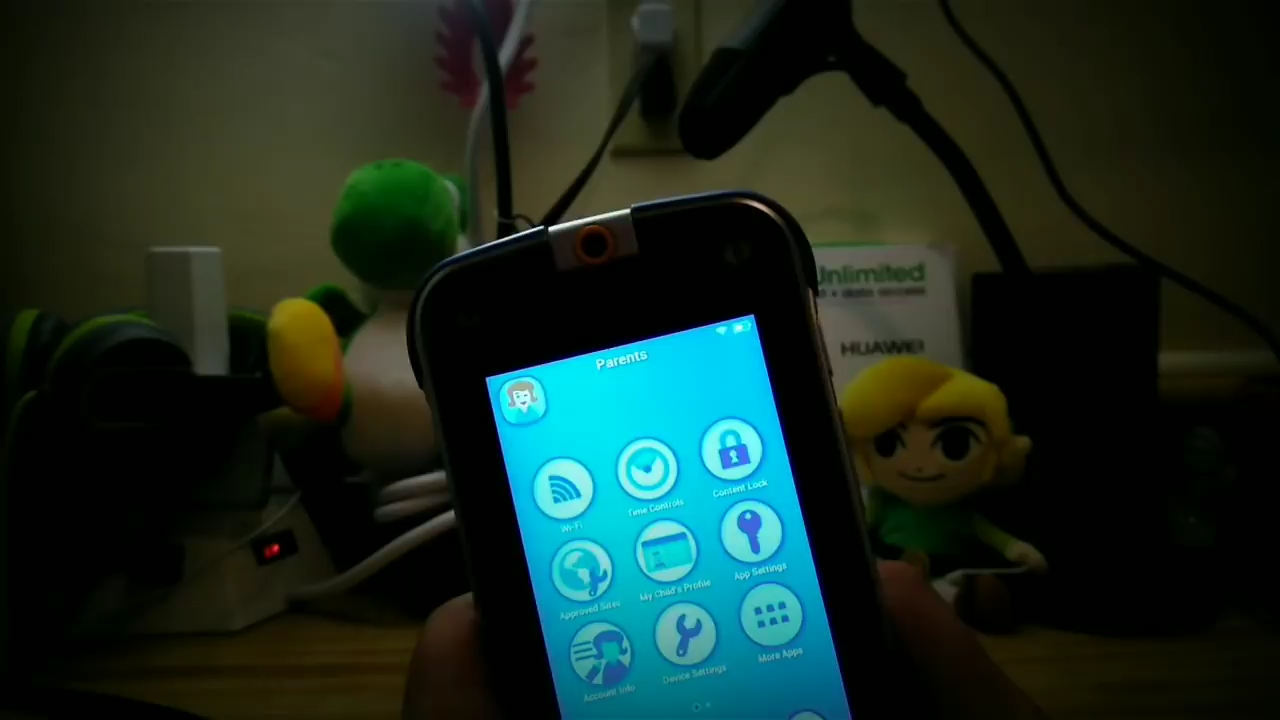 Unlimited
HUAWEI
Parents
Wi-Fi
Time Controls
Content Lock
Approved Sites
My Child's Profile
App Settings
Account Info
Device Settings
More Apps